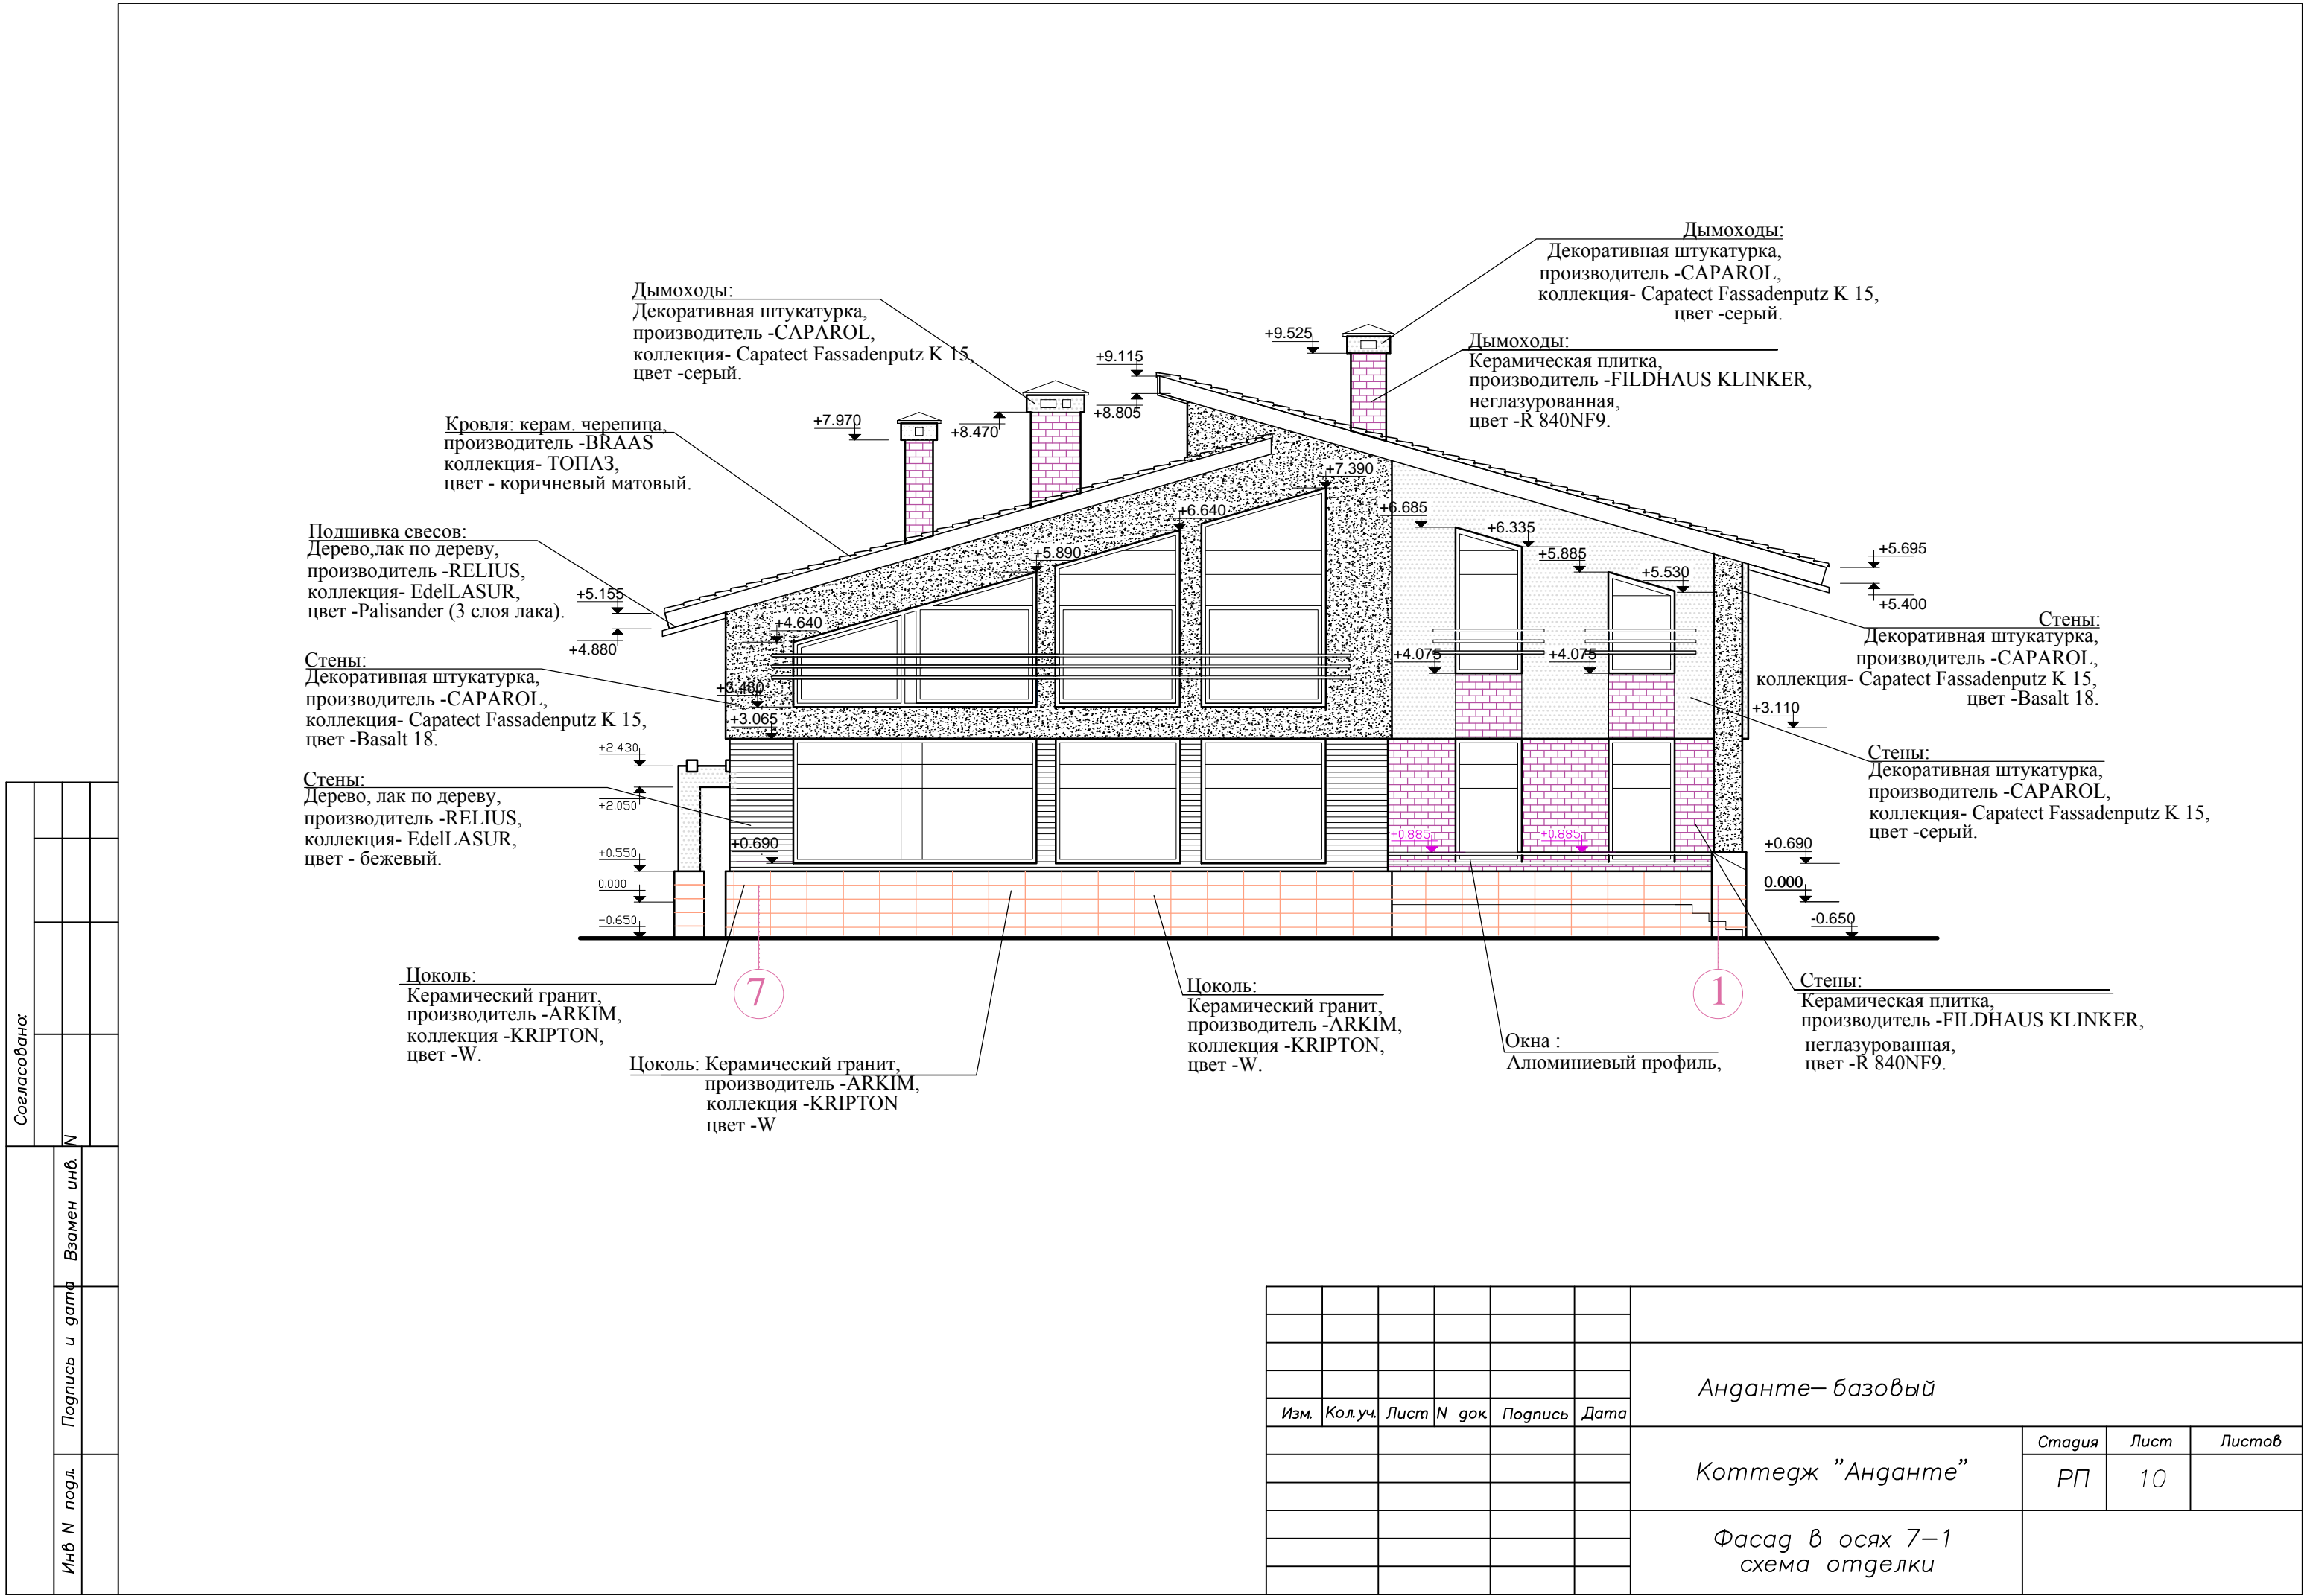 Дымоходы:
Декоративная штукатурка,
производитель -CAPAROL,
коллекция- Capatect Fassadenputz K 15,
цвет -серый.
Дымоходы:
Декоративная штукатурка,
производитель -CAPAROL,
коллекция- Capatect Fassadenputz K 15,
цвет -серый.
Дымоходы:
Керамическая плитка,
производитель -FILDHAUS KLINKER,
неглазурованная,
цвет -R 840NF9.
Кровля: керам. черепица,
производитель -BRAAS
коллекция- ТОПАЗ,
цвет - коричневый матовый.
Подшивка свесов:
Дерево,лак по дереву,
производитель -RELIUS,
коллекция- EdelLASUR,
цвет -Palisander (3 слоя лака).
Стены:
Декоративная штукатурка,
производитель -CAPAROL,
коллекция- Capatect Fassadenputz K 15,
цвет -Basalt 18.
Стены:
Дерево, лак по дереву,
производитель -RELIUS,
коллекция- EdelLASUR,
цвет - бежевый.
+9.525
+9.115
+8.805
+7.970
+8.470
+7.390
+6.640
+5.890
+4.640
+6.685
+6.335
+5.885
+5.530
+5.695
+5.400
+5.155
+4.880
+4.075
+4.075
+3.480
+3.065
+3.110
+2.430
+2.050
+0.690
+0.885
+0.885
+0.690
+0.550
0.000
0.000
-0.650
-0.650
Стены:
Декоративная штукатурка,
производитель -CAPAROL,
коллекция- Capatect Fassadenputz K 15,
цвет -Basalt 18.
Стены:
Декоративная штукатурка,
производитель -CAPAROL,
коллекция- Capatect Fassadenputz K 15,
цвет -серый.
7
1
Цоколь:
Керамический гранит,
производитель -ARKIM,
коллекция -KRIPTON,
цвет -W.
Цоколь: Керамический гранит,
производитель -ARKIM,
коллекция -KRIPTON
цвет -W
Цоколь:
Керамический гранит,
производитель -ARKIM,
коллекция -KRIPTON,
цвет -W.
Окна :
Алюминиевый профиль,
Стены:
Керамическая плитка,
производитель -FILDHAUS KLINKER,
неглазурованная,
цвет -R 840NF9.
Согласовано:
Взамен инв. N
Подпись и дата
Инв N подл.
Изм. Кол.уч. Лист N док Подпись Дата
Анданте-базовый
Коттедж "Анданте"
Стадия Лист Листов
РП 10
Фасад в осях 7-1
схема отделки